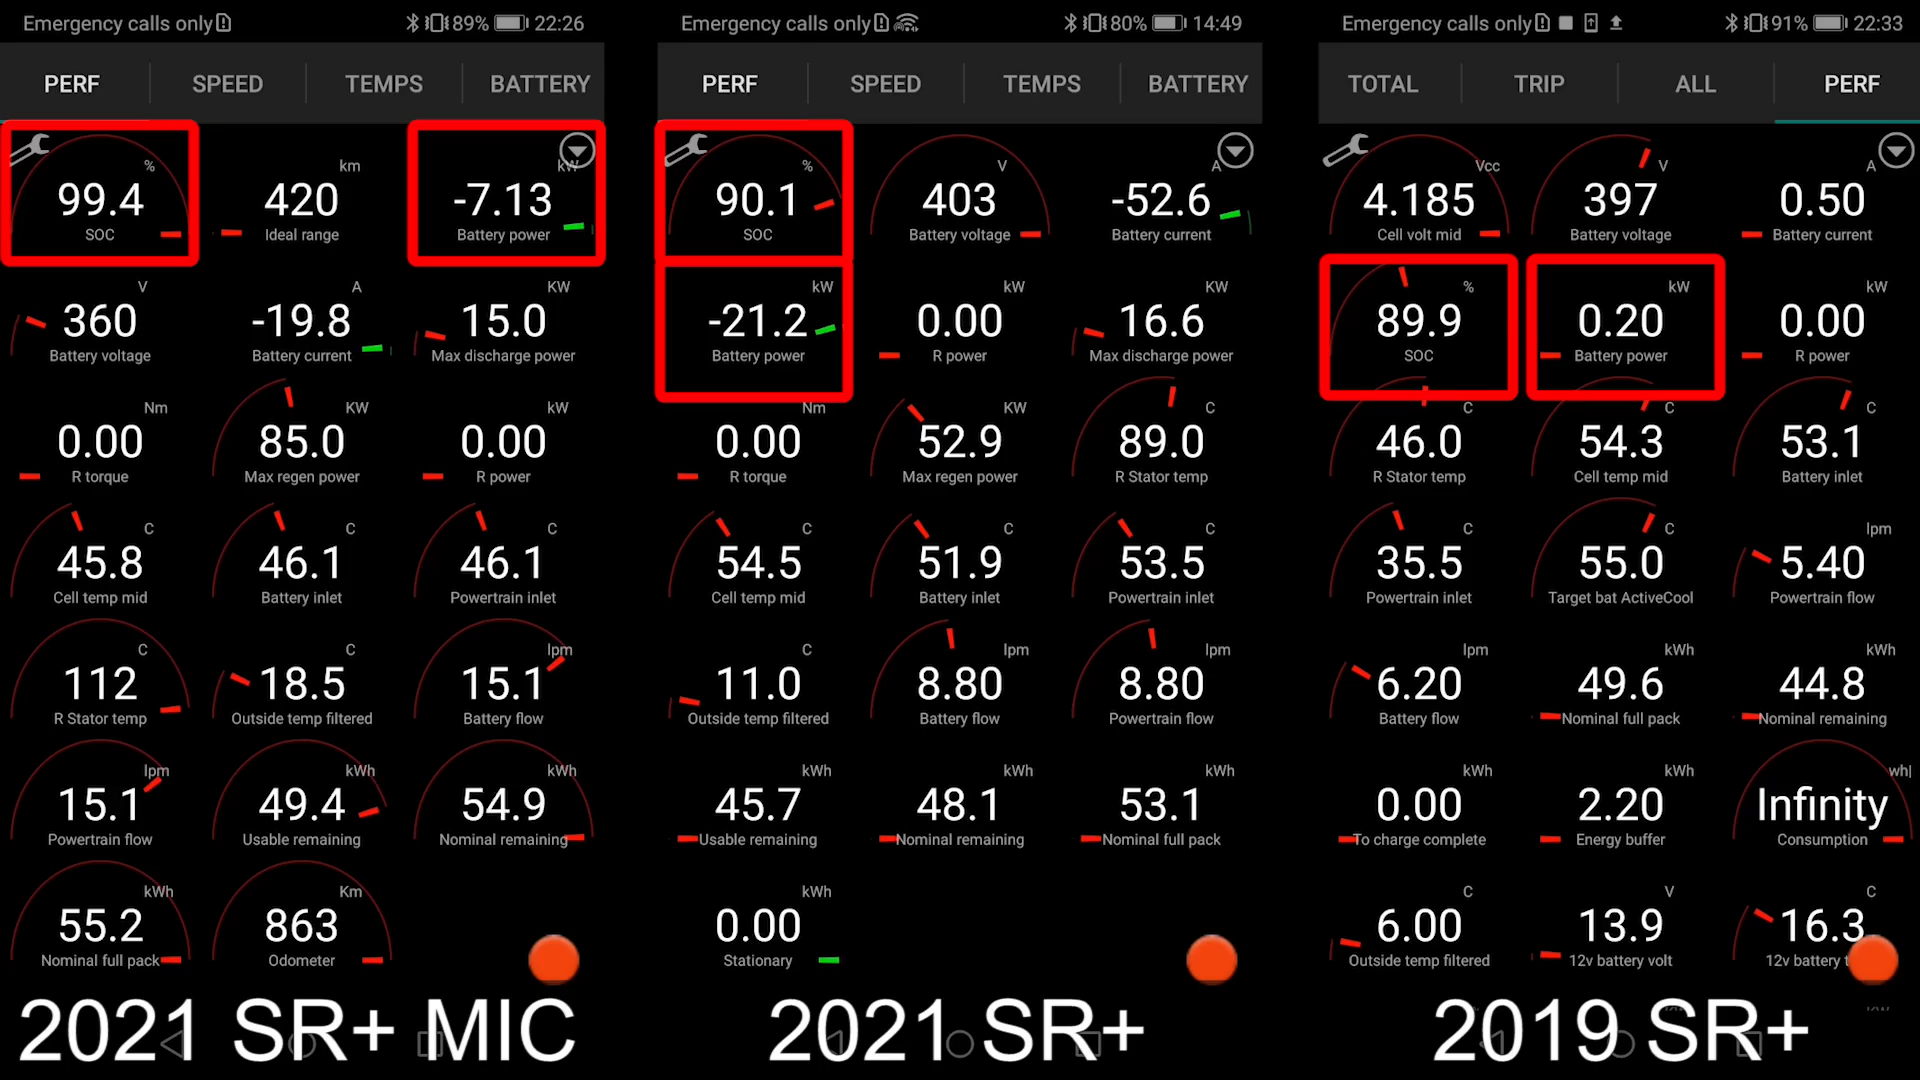 Emergency calls only 89% 22:26
PERF SPEED TEMPS BATTERY
% km kW
99.4 420 -7.13
SOC Ideal range Battery power
V A KW
360 -19.8 15.0
Battery voltage Battery current Max discharge power
Nm KW kW
0.00 85.0 0.00
R torque Max regen power R power
C C C
45.8 46.1 46.1
Cell temp mid Battery inlet Powertrain inlet
C C lpm
112 18.5 15.1
R Stator temp Outside temp filtered Battery flow
lpm kWh kWh
15.1 49.4 54.9
Powertrain flow Usable remaining Nominal remaining
kWh Km
55.2 863
Nominal full pack Odometer
2021 SR+ MIC
Emergency calls only 80% 14:49
PERF SPEED TEMPS BATTERY
% V A
90.1 403 -52.6
SOC Battery voltage Battery current
kW kW KW
-21.2 0.00 16.6
Battery power R power Max discharge power
Nm KW C
0.00 52.9 89.0
R torque Max regen power R Stator temp
C C C
54.5 51.9 53.5
Cell temp mid Battery inlet Powertrain inlet
C lpm lpm
11.0 8.80 8.80
Outside temp filtered Battery flow Powertrain flow
kWh kWh kWh
45.7 48.1 53.1
Usable remaining Nominal remaining Nominal full pack
kWh
0.00
Stationary
2021 SR+
Emergency calls only 91% 22:33
TOTAL TRIP ALL PERF
Vcc V A
4.185 397 0.50
Cell volt mid Battery voltage Battery current
% kW kW
89.9 0.20 0.00
SOC Battery power R power
C C C
46.0 54.3 53.1
R Stator temp Cell temp mid Battery inlet
C C lpm
35.5 55.0 5.40
Powertrain inlet Target bat ActiveCool Powertrain flow
lpm kWh kWh
6.20 49.6 44.8
Battery flow Nominal full pack Nominal remaining
kWh kWh wh|
0.00 2.20 Infinity
To charge complete Energy buffer Consumption
C V C
6.00 13.9 16.3
Outside temp filtered 12v battery volt 12v battery
2019 SR+